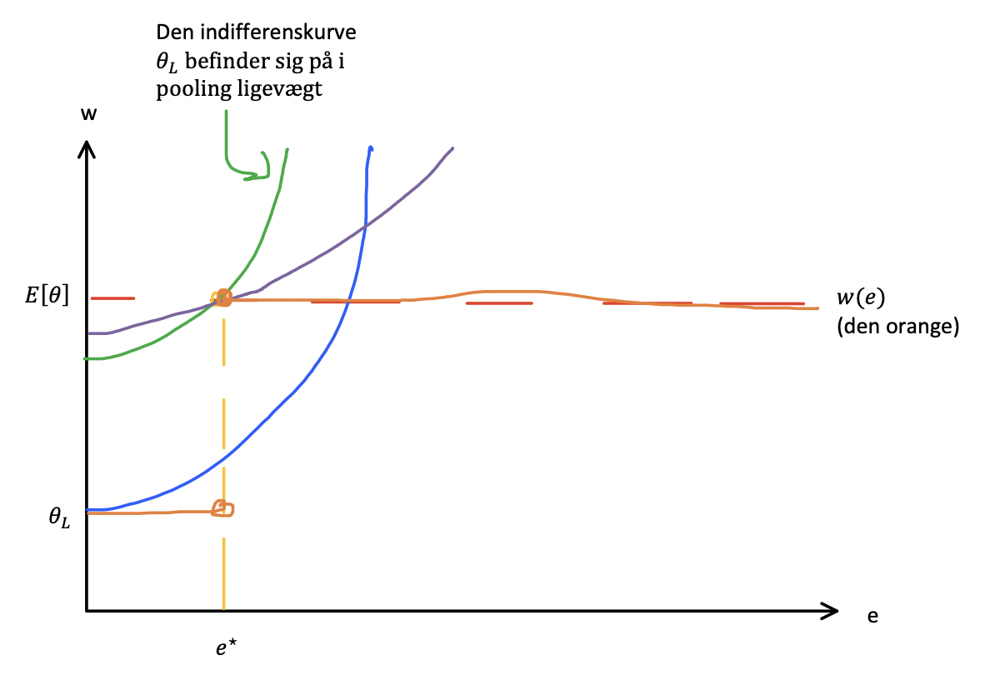 Den indifferenskurve
θ_L befinder sig på i
pooling ligevægt
w
E[θ]
w(e)
(den orange)
θ_L
e
e⋆